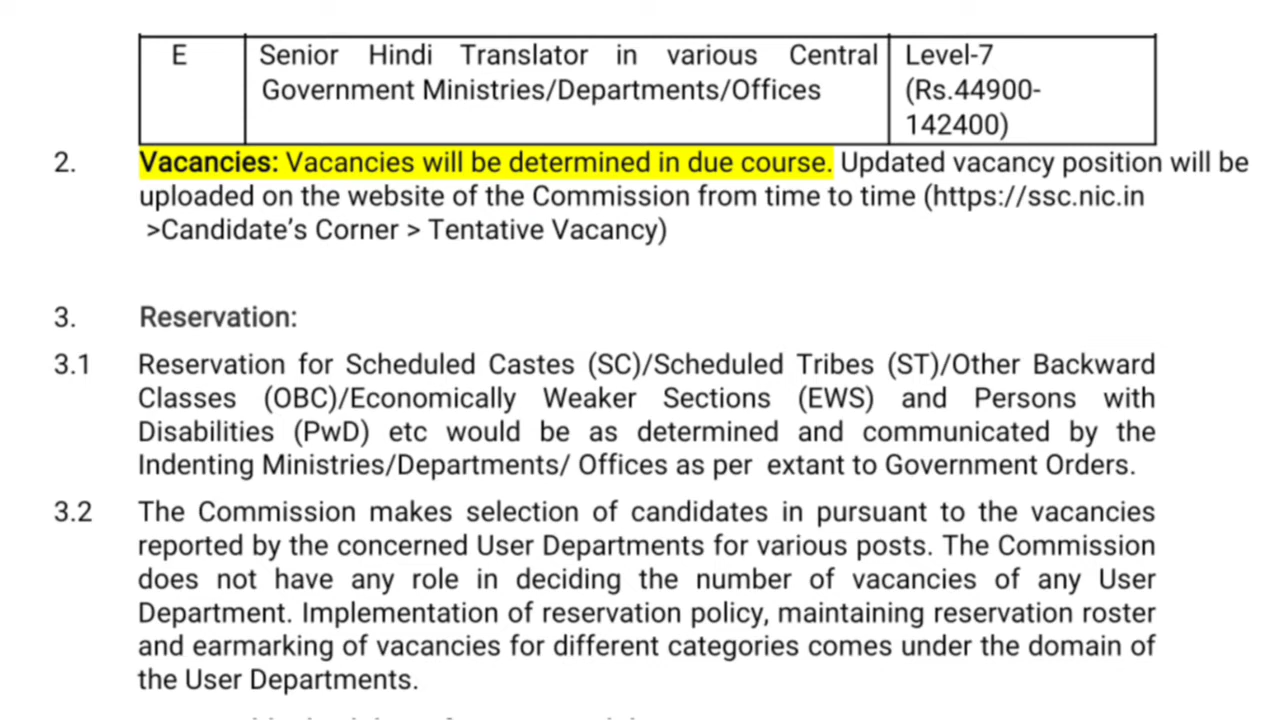 E Senior Hindi Translator in various Central Level-7
Government Ministries/Departments/Offices (Rs.44900-
142400)
2. Vacancies: Vacancies will be determined in due course. Updated vacancy position will be
uploaded on the website of the Commission from time to time (https://ssc.nic.in
>Candidate’s Corner > Tentative Vacancy)
3. Reservation:
3.1 Reservation for Scheduled Castes (SC)/Scheduled Tribes (ST)/Other Backward
Classes (OBC)/Economically Weaker Sections (EWS) and Persons with
Disabilities (PwD) etc would be as determined and communicated by the
Indenting Ministries/Departments/ Offices as per extant to Government Orders.
3.2 The Commission makes selection of candidates in pursuant to the vacancies
reported by the concerned User Departments for various posts. The Commission
does not have any role in deciding the number of vacancies of any User
Department. Implementation of reservation policy, maintaining reservation roster
and earmarking of vacancies for different categories comes under the domain of
the User Departments.